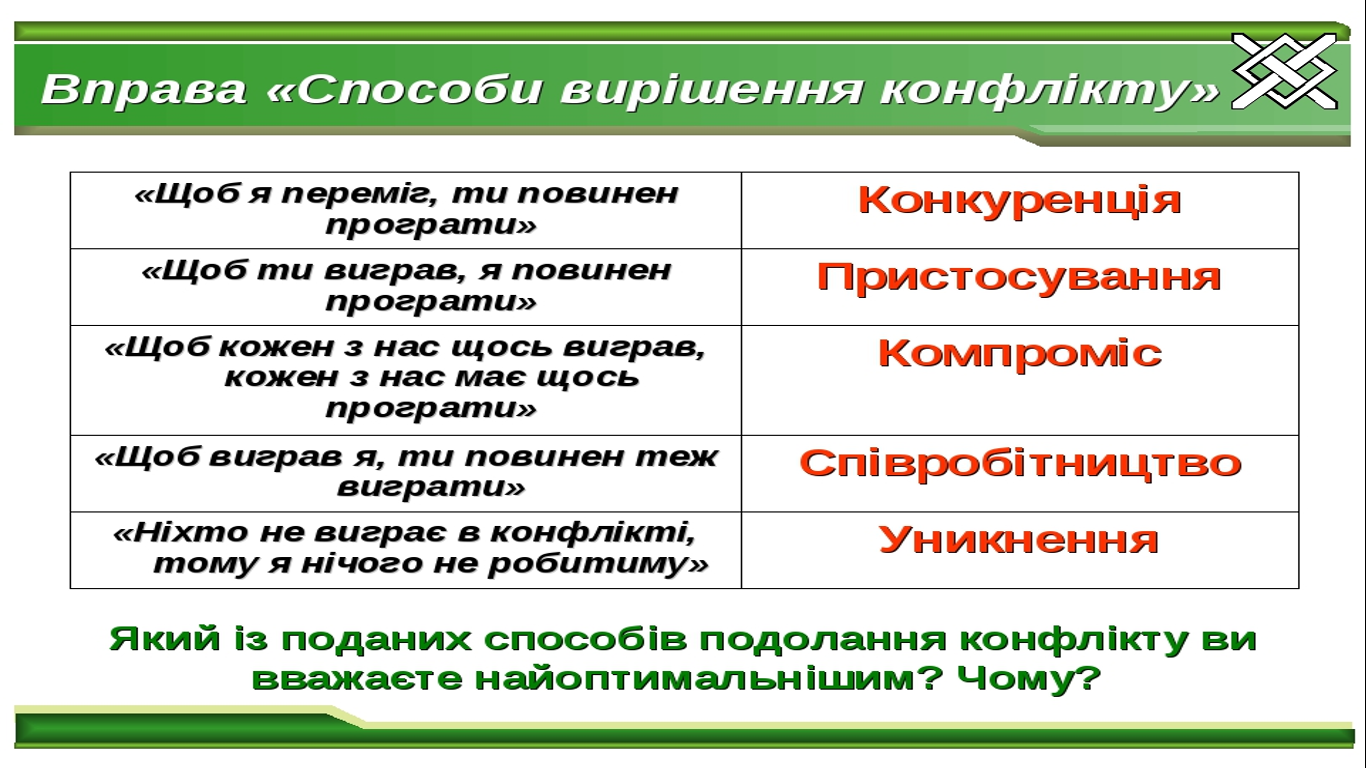 Вправа «Способи вирішення конфлікту»
«Щоб я переміг, ти повинен
програти»
Конкуренція
«Щоб ти виграв, я повинен
програти»
Пристосування
«Щоб кожен з нас щось виграв,
кожен з нас має щось
програти»
Компроміс
«Щоб виграв я, ти повинен теж
виграти»
Співробітництво
«Ніхто не виграє в конфлікті,
тому я нічого не робитиму»
Уникнення
Який із поданих способів подолання конфлікту ви
вважаєте найоптимальнішим? Чому?